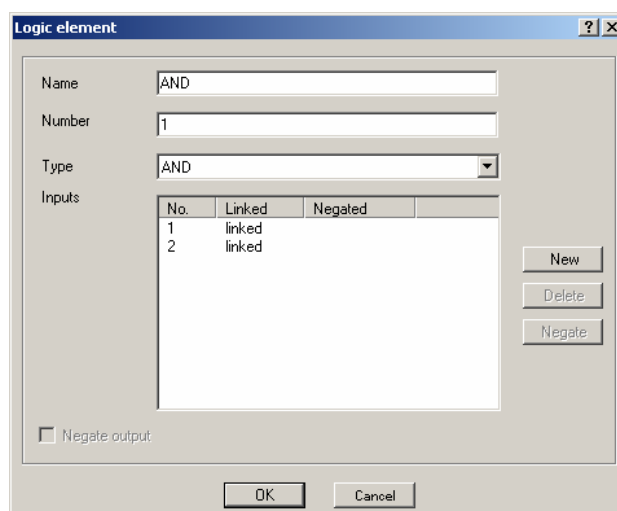 Logic element
Name AND
Number 1
Type AND
Inputs
No. Linked Negated
1 linked
2 linked
New
Delete
Negate
Negate output
OK Cancel